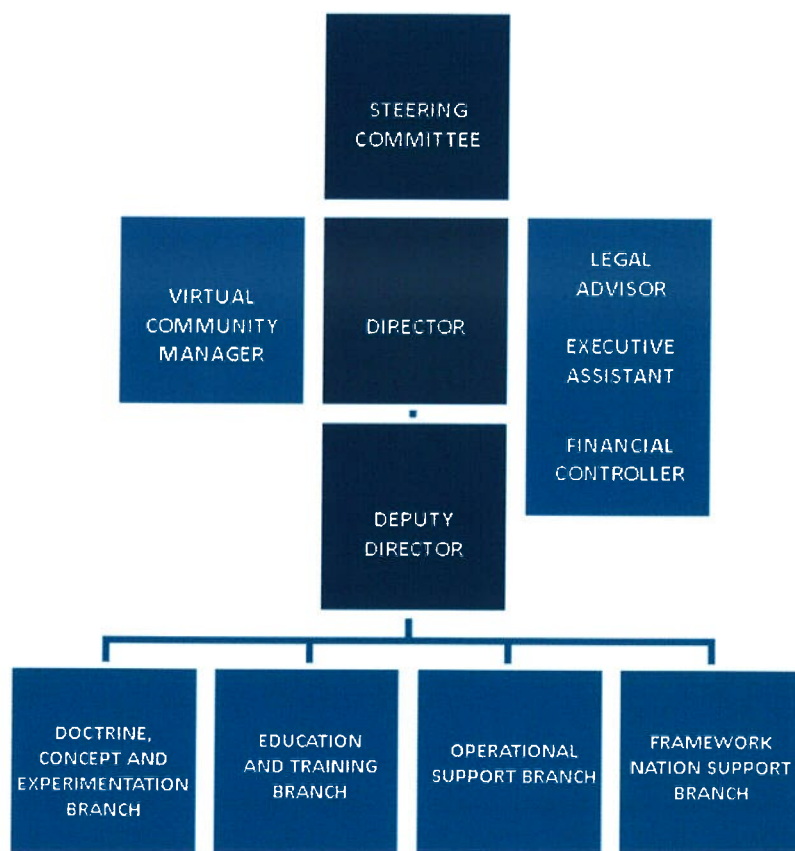 STEERING
COMMITTEE
VIRTUAL
COMMUNITY
MANAGER
DIRECTOR
LEGAL
ADVISOR
EXECUTIVE
ASSISTANT
FINANCIAL
CONTROLLER
DEPUTY
DIRECTOR
DOCTRINE,
CONCEPT AND
EXPERIMENTATION
BRANCH
EDUCATION
AND TRAINING
BRANCH
OPERATIONAL
SUPPORT BRANCH
FRAMEWORK
NATION SUPPORT
BRANCH